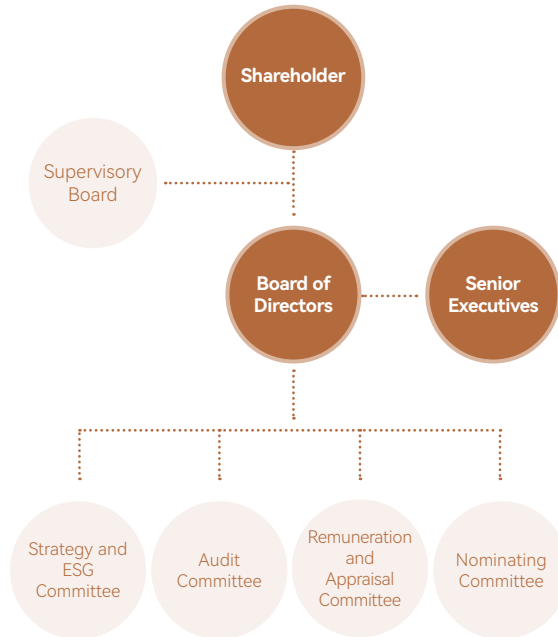 Shareholder
Supervisory
Board
Board of
Directors
Senior
Executives
Strategy and
ESG
Committee
Audit
Committee
Remuneration
and
Appraisal
Committee
Nominating
Committee